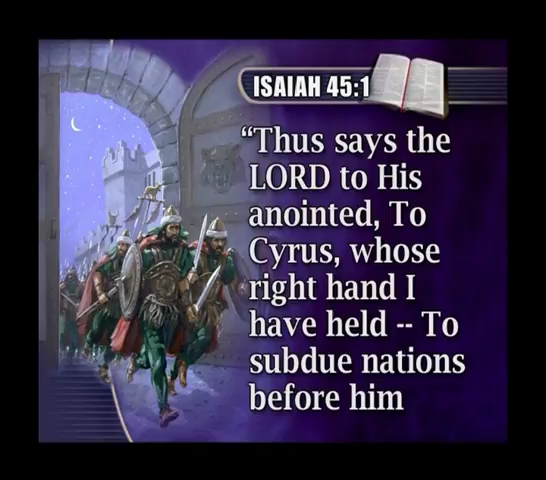 ISAIAH 45:1
“Thus says the
LORD to His
anointed, To
Cyrus, whose
right hand I
have held -- To
subdue nations
before him